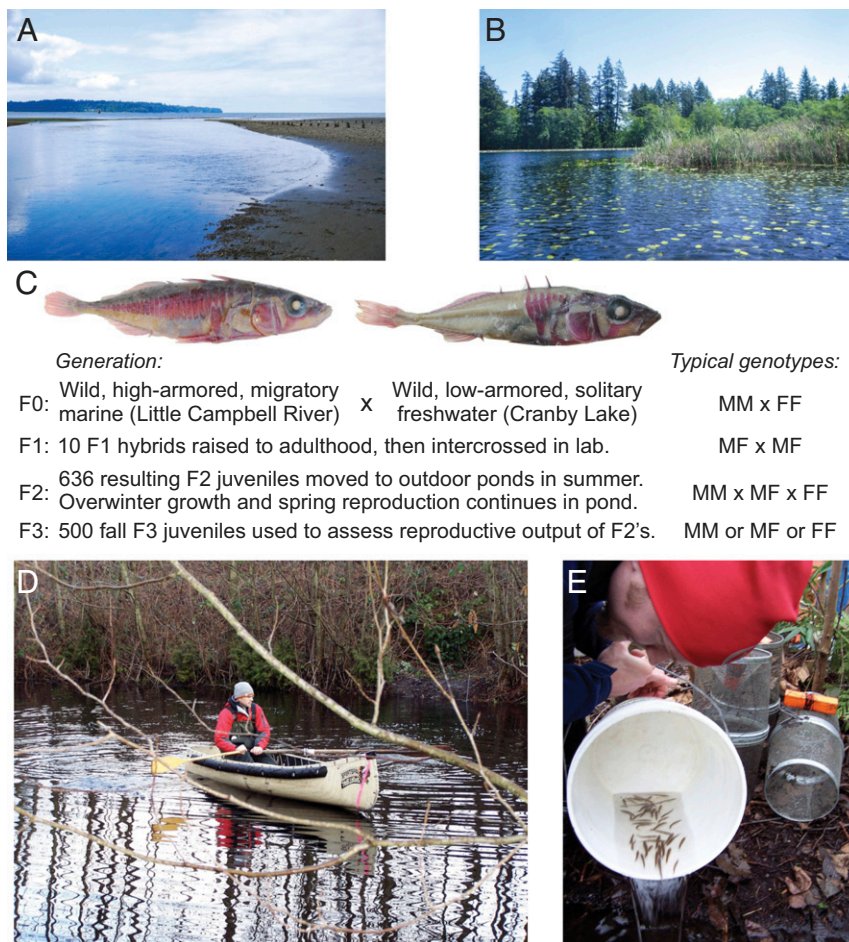 A
B
C
Generation:
Typical genotypes:
F0: Wild, high-armored, migratory marine (Little Campbell River) x Wild, low-armored, solitary freshwater (Cranby Lake) MM x FF
F1: 10 F1 hybrids raised to adulthood, then intercrossed in lab. MF x MF
F2: 636 resulting F2 juveniles moved to outdoor ponds in summer.
Overwinter growth and spring reproduction continues in pond. MM x MF x FF
F3: 500 fall F3 juveniles used to assess reproductive output of F2's. MM or MF or FF
D
E